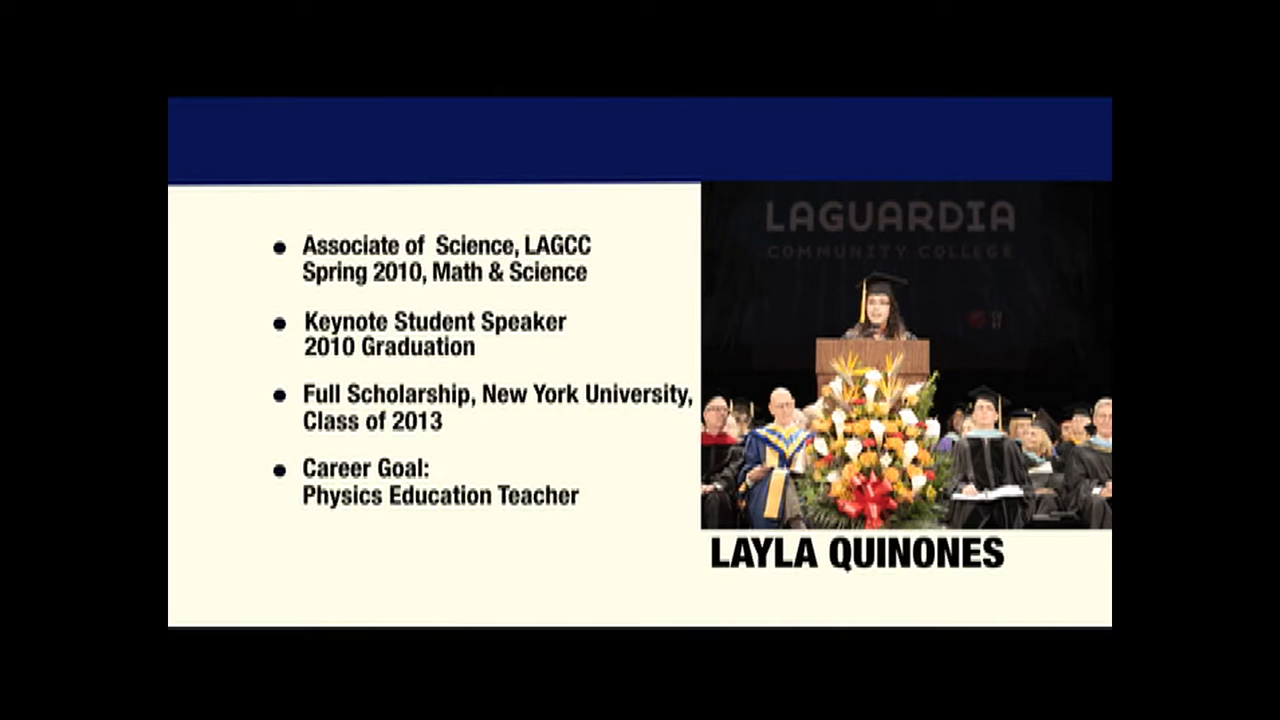 LAGUARDIA
COMMUNITY COLLEGE
Associate of Science, LAGCC
Spring 2010, Math & Science
Keynote Student Speaker
2010 Graduation
Full Scholarship, New York University,
Class of 2013
Career Goal:
Physics Education Teacher
LAYLA QUINONES